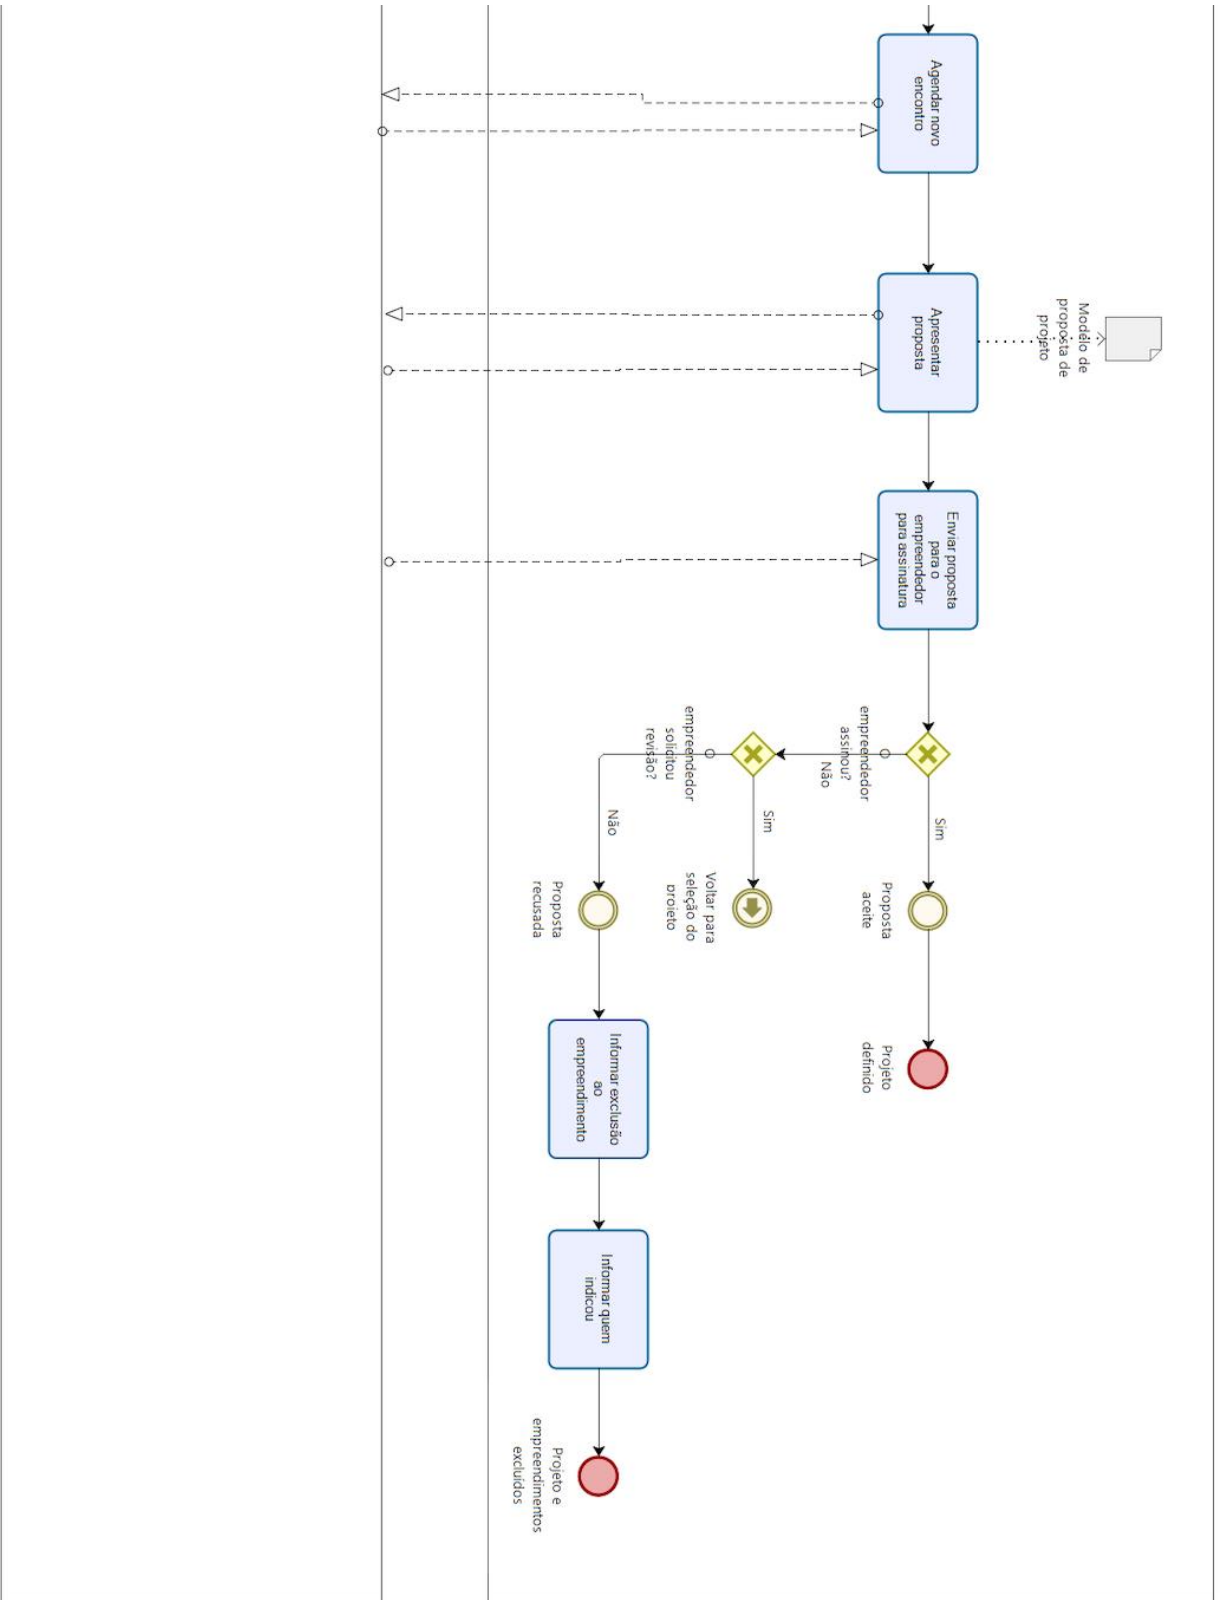 Agendar novo
encontro
Modelo de
proposta de
projeto
Apresentar
proposta
Enviar proposta
para o
empreendedor
para assinatura
empreendedor
assinou?
Não
Sim
empreendedor
solicitou
revisão?
Sim
Não
Proposta
aceite
Voltar para
seleção do
projeto
Proposta
recusada
Projeto
definido
Informar exclusão
ao
empreendimento
Informar quem
indicou
Projeto e
empreendimentos
excluídos